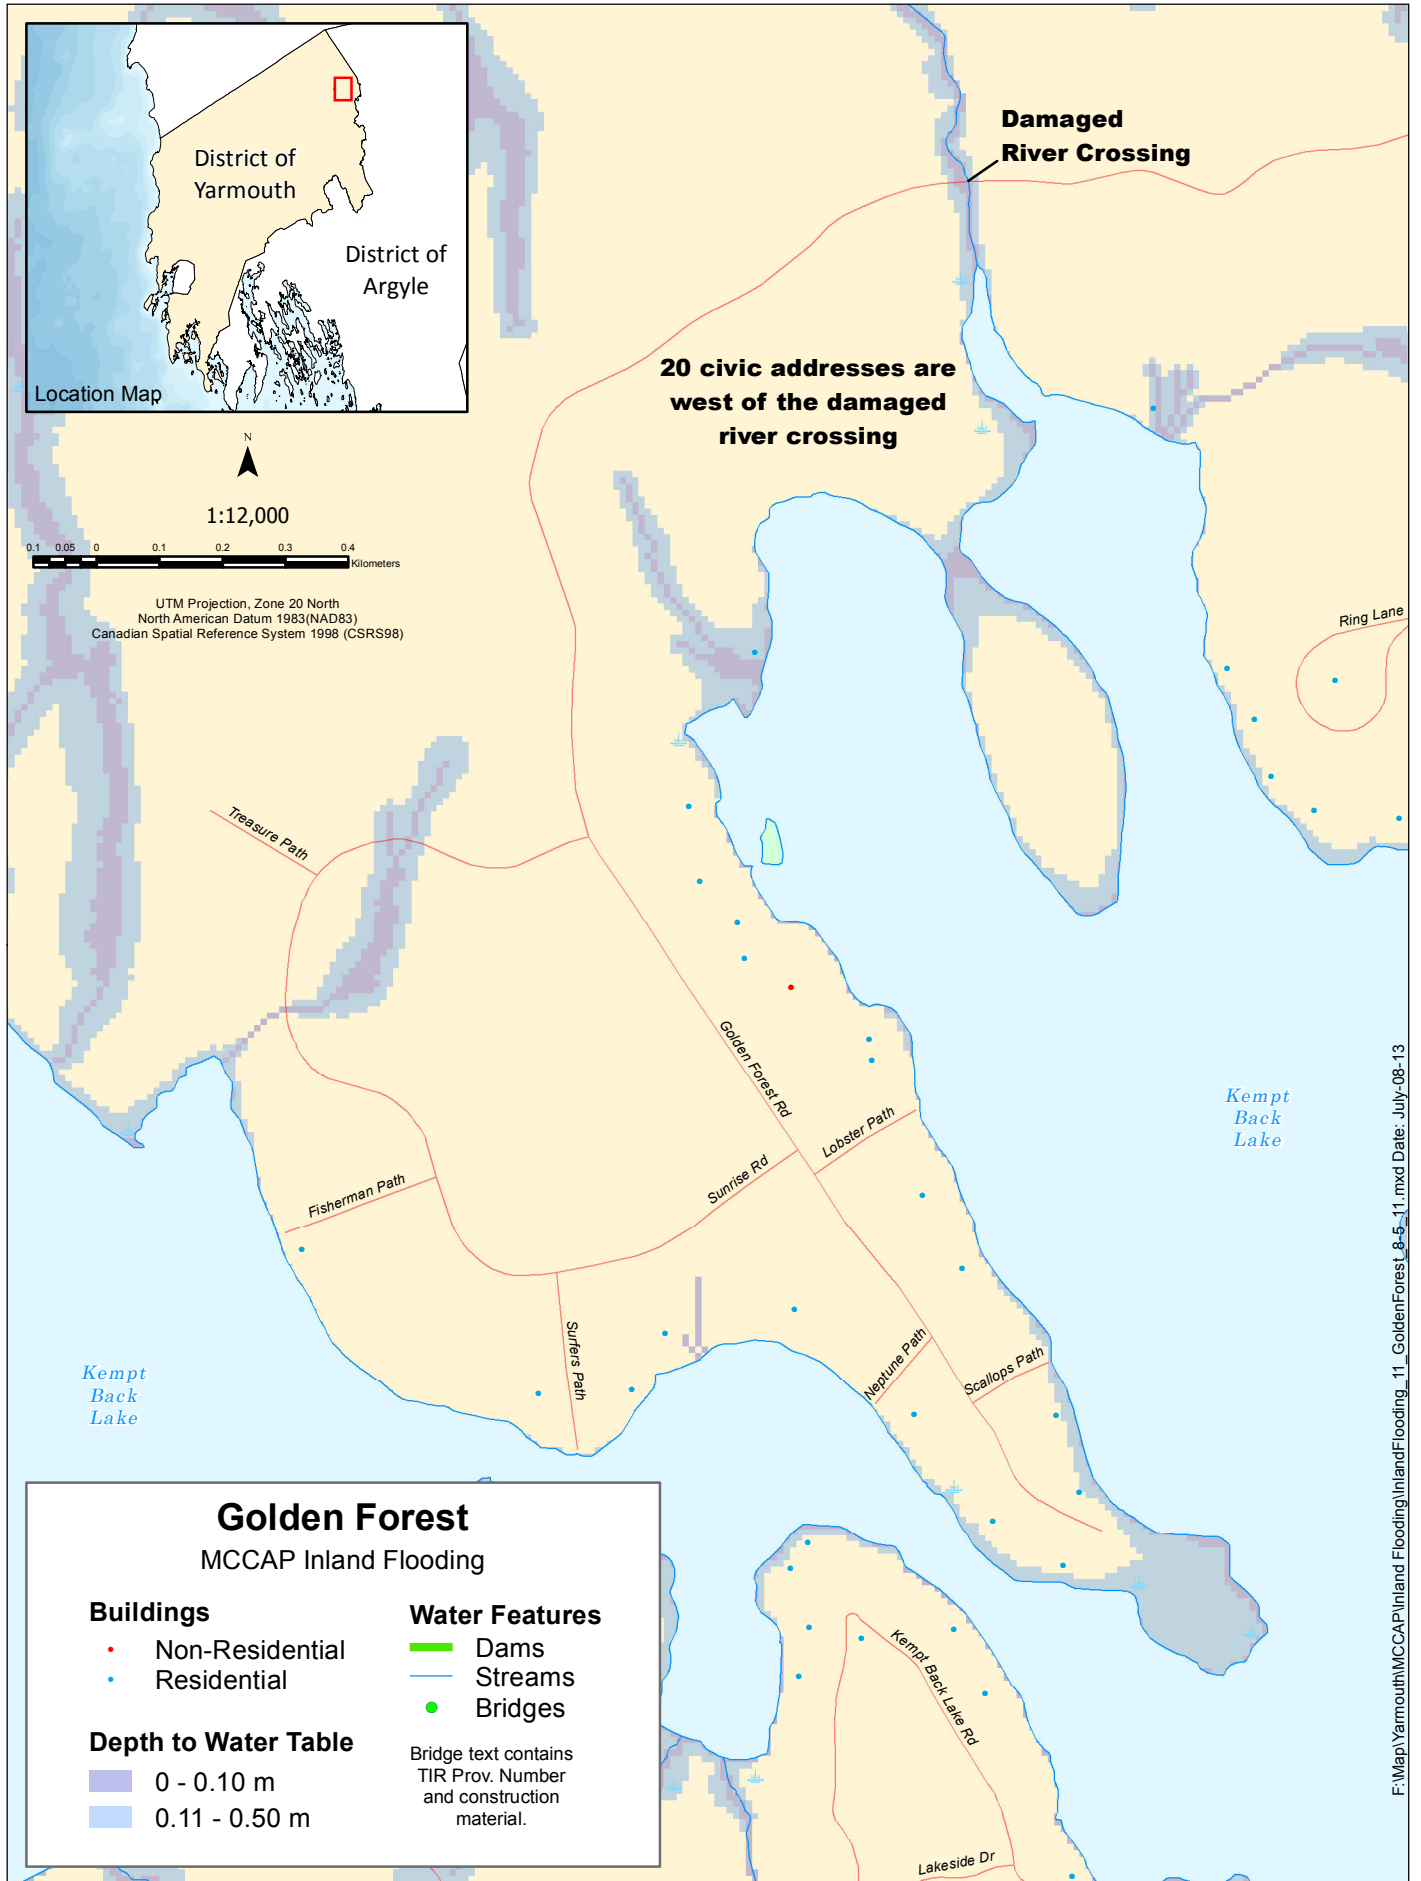 District of
Yarmouth
District of
Argyle
Location Map
N
1:12,000
0.1 0.05 0 0.1 0.2 0.3 0.4
Kilometers
UTM Projection, Zone 20 North
North American Datum 1983(NAD83)
Canadian Spatial Reference System 1998 (CSRS98)
Damaged
River Crossing
20 civic addresses are
west of the damaged
river crossing
Ring Lane
Treasure Path
Golden Forest Rd
Lobster Path
Sunrise Rd
Fisherman Path
Surfers Path
Neptune Path
Scallops Path
Kempt
Back
Lake
Kempt
Back
Lake
Kempt Back Lake Rd
Lakeside Dr
Golden Forest
MCCAP Inland Flooding
Buildings
Non-Residential
Residential
Depth to Water Table
0 - 0.10 m
0.11 - 0.50 m
Water Features
Dams
Streams
Bridges
Bridge text contains
TIR Prov. Number
and construction
material.
F:\Map\Yarmouth\MCCAP\Inland Flooding\InlandFlooding_11_GoldenForest_8-5_11.mxd Date: July-08-13